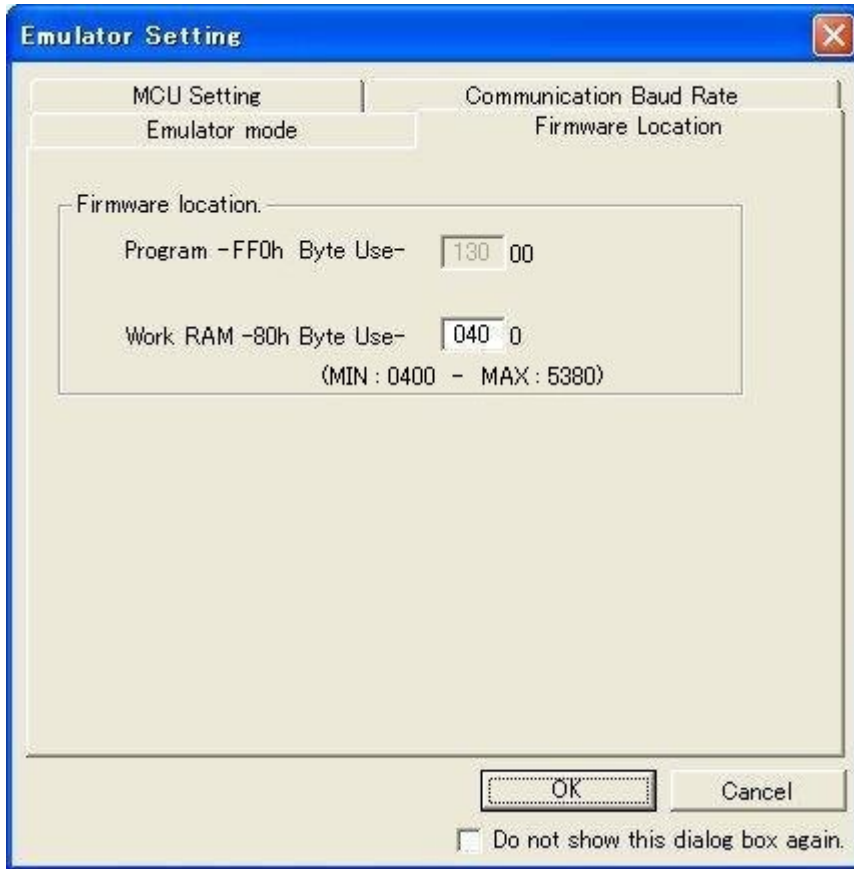 Emulator Setting
MCU Setting
Communication Baud Rate
Emulator mode
Firmware Location
Firmware location.
Program -FF0h Byte Use- 130 00
Work RAM -80h Byte Use- 040 0
(MIN : 0400 - MAX : 5380)
OK
Cancel
Do not show this dialog box again.